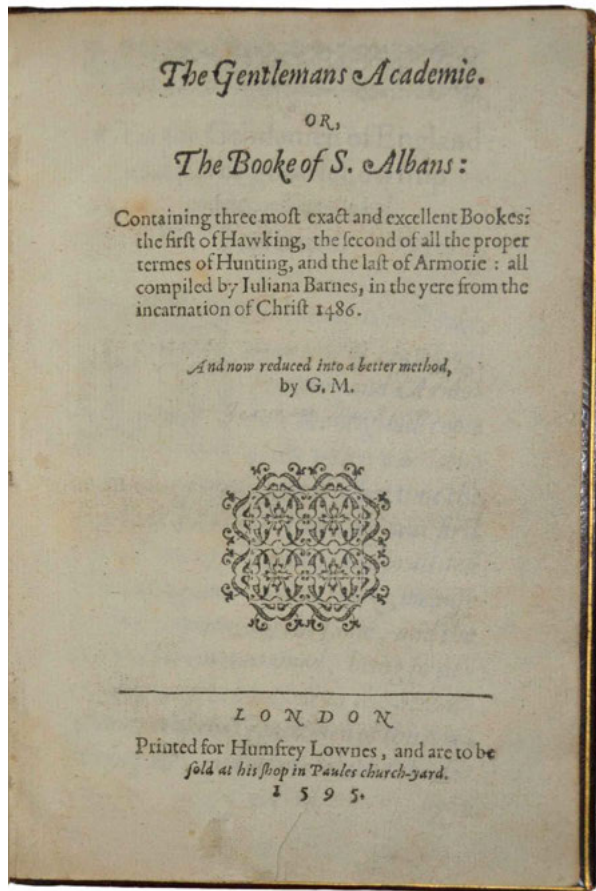 The Gentlemans Academie.
OR,
The Booke of S. Albans:
Containing three moſt exact and excellent Bookes:
the firſt of Hawking, the ſecond of all the proper
termes of Hunting, and the laſt of Armorie : all
compiled by Iuliana Barnes, in the yere from the
incarnation of Chriſt 1486.
And now reduced into a better method,
by G. M.
LONDON
Printed for Humfrey Lownes, and are to be
ſold at his ſhop in Paules church-yard.
1595.